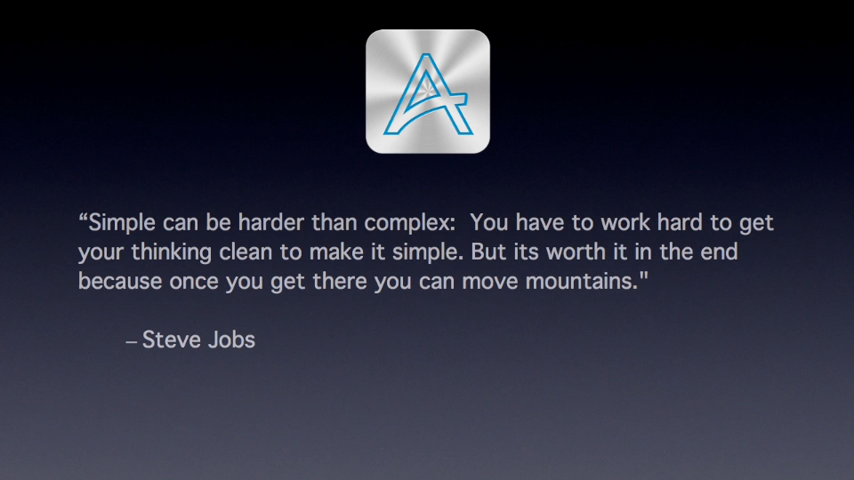 “Simple can be harder than complex:  You have to work hard to get
your thinking clean to make it simple. But its worth it in the end
because once you get there you can move mountains."
– Steve Jobs